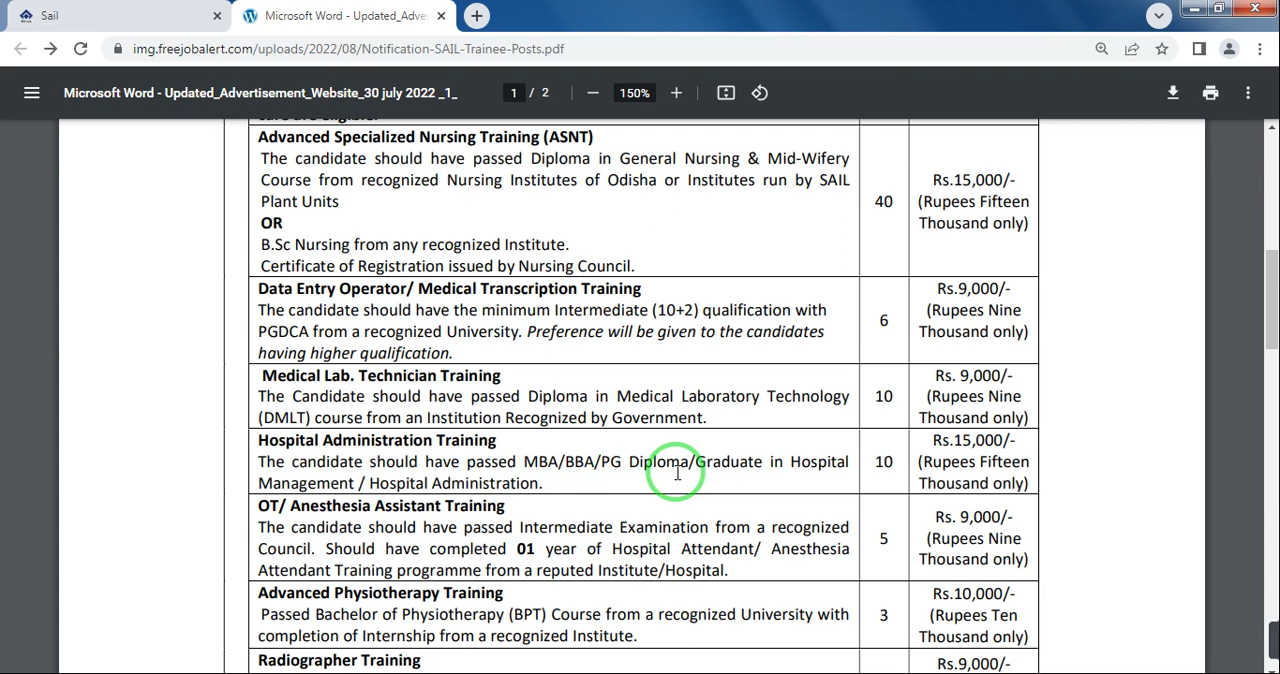 Sail
Microsoft Word - Updated_Adve
img.freejobalert.com/uploads/2022/08/Notification-SAIL-Trainee-Posts.pdf
Microsoft Word - Updated_Advertisement_Website_30 july 2022 _1_
1 / 2
150%
Advanced Specialized Nursing Training (ASNT)
The candidate should have passed Diploma in General Nursing & Mid-Wifery
Course from recognized Nursing Institutes of Odisha or Institutes run by SAIL
Plant Units
OR
B.Sc Nursing from any recognized Institute.
Certificate of Registration issued by Nursing Council.
40
Rs.15,000/-
(Rupees Fifteen
Thousand only)
Data Entry Operator/ Medical Transcription Training
The candidate should have the minimum Intermediate (10+2) qualification with
PGDCA from a recognized University. Preference will be given to the candidates
having higher qualification.
6
Rs.9,000/-
(Rupees Nine
Thousand only)
Medical Lab. Technician Training
The Candidate should have passed Diploma in Medical Laboratory Technology
(DMLT) course from an Institution Recognized by Government.
10
Rs. 9,000/-
(Rupees Nine
Thousand only)
Hospital Administration Training
The candidate should have passed MBA/BBA/PG Diploma/Graduate in Hospital
Management / Hospital Administration.
10
Rs.15,000/-
(Rupees Fifteen
Thousand only)
OT/ Anesthesia Assistant Training
The candidate should have passed Intermediate Examination from a recognized
Council. Should have completed 01 year of Hospital Attendant/ Anesthesia
Attendant Training programme from a reputed Institute/Hospital.
5
Rs. 9,000/-
(Rupees Nine
Thousand only)
Advanced Physiotherapy Training
Passed Bachelor of Physiotherapy (BPT) Course from a recognized University with
completion of Internship from a recognized Institute.
3
Rs.10,000/-
(Rupees Ten
Thousand only)
Radiographer Training
Rs.9,000/-